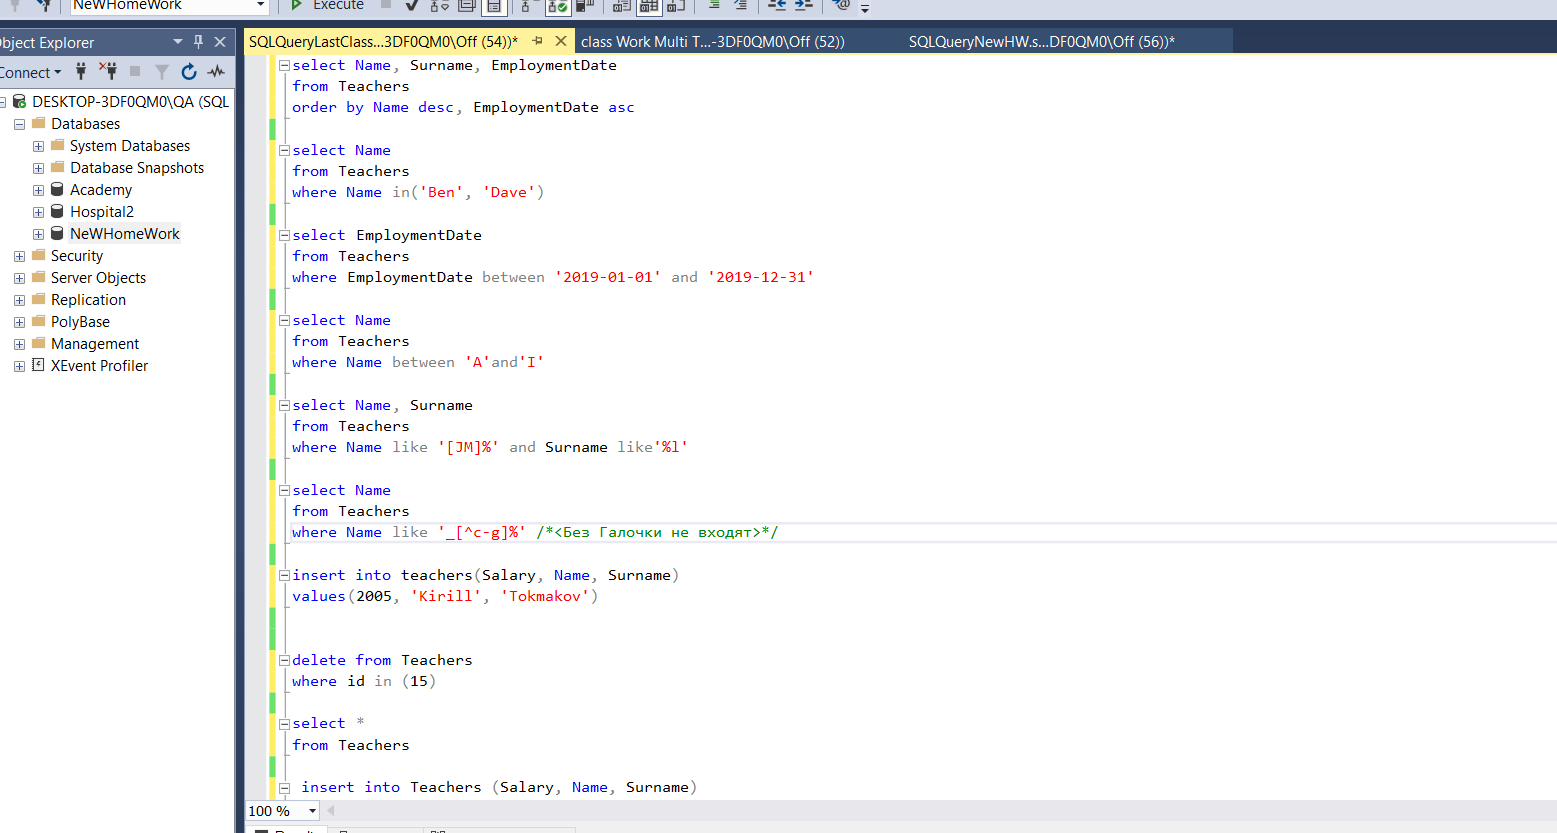 NeWHomeWork
Execute
bject Explorer
SQLQueryLastClass...3DF0QM0\Off (54))*
class Work Multi T...-3DF0QM0\Off (52))
SQLQueryNewHW.s...DF0QM0\Off (56))*
Connect
DESKTOP-3DF0QM0\QA (SQL
Databases
System Databases
Database Snapshots
Academy
Hospital2
NeWHomeWork
Security
Server Objects
Replication
PolyBase
Management
XEvent Profiler
select Name, Surname, EmploymentDate
from Teachers
order by Name desc, EmploymentDate asc
select Name
from Teachers
where Name in('Ben', 'Dave')
select EmploymentDate
from Teachers
where EmploymentDate between '2019-01-01' and '2019-12-31'
select Name
from Teachers
where Name between 'A'and'I'
select Name, Surname
from Teachers
where Name like '[JM]%' and Surname like'%l'
select Name
from Teachers
where Name like '_[^c-g]%' /*<Без Галочки не входят>*/
insert into teachers(Salary, Name, Surname)
values(2005, 'Kirill', 'Tokmakov')
delete from Teachers
where id in (15)
select *
from Teachers
insert into Teachers (Salary, Name, Surname)
100 %